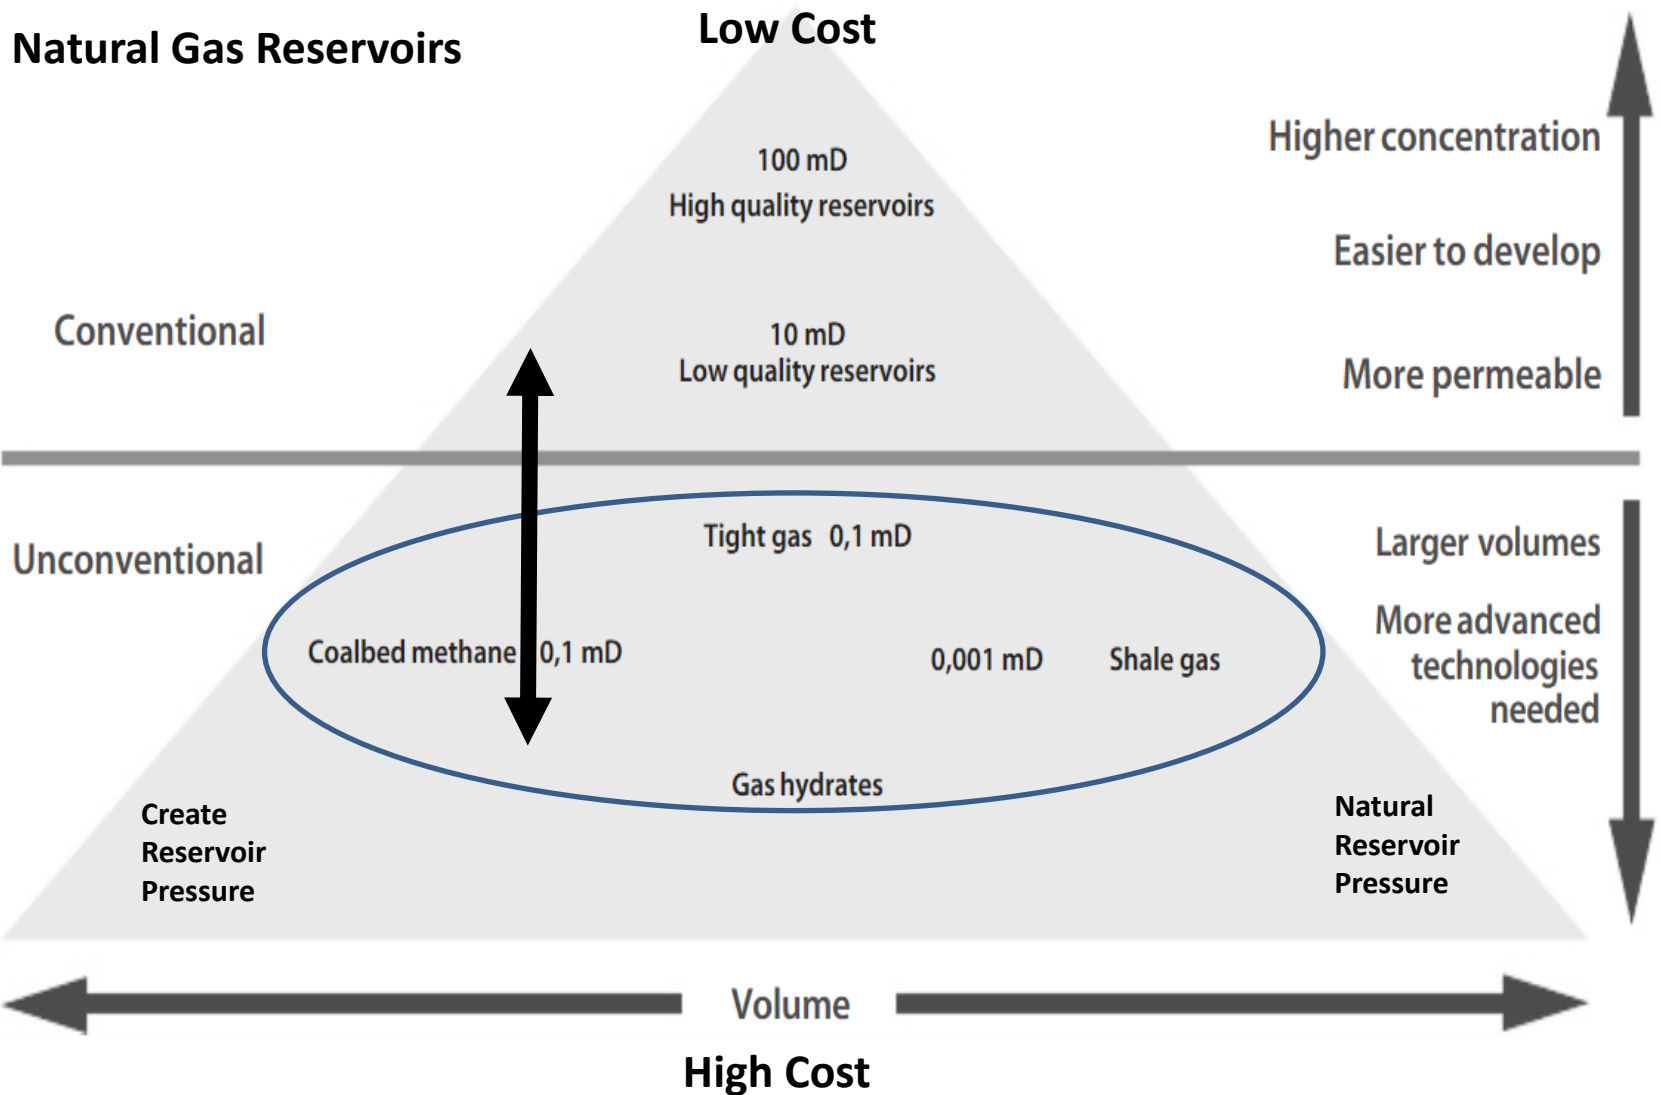 Natural Gas Reservoirs
Low Cost
100 mD
High quality reservoirs
Higher concentration
Easier to develop
Conventional
10 mD
Low quality reservoirs
More permeable
Unconventional
Tight gas 0,1 mD
Larger volumes
Coalbed methane 0,1 mD
0,001 mD Shale gas
More advanced
technologies
needed
Gas hydrates
Create
Reservoir
Pressure
Natural
Reservoir
Pressure
Volume
High Cost